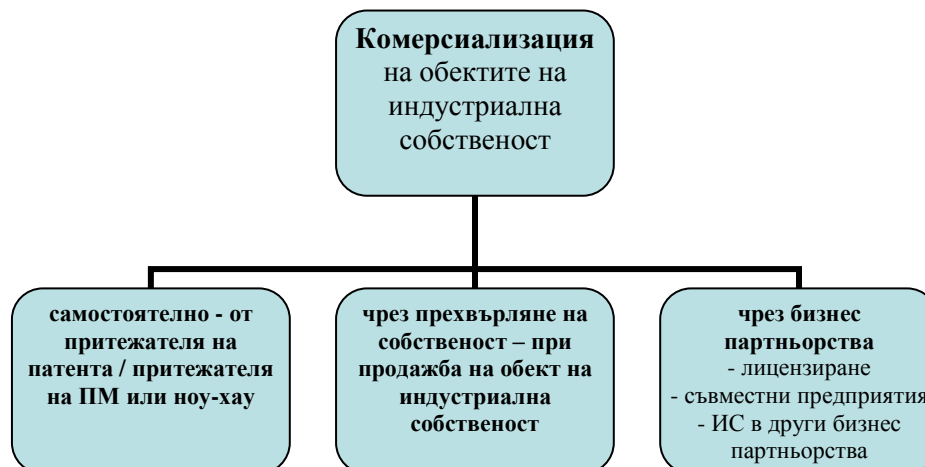 Комерсиализация
на обектите на
индустриална
собственост
самостоятелно - от
притежателя на
патента / притежателя
на ПМ или ноу-хау
чрез прехвърляне на
собственост – при
продажба на обект на
индустриална
собственост
чрез бизнес
партньорства
- лицензиране
- съвместни предприятия
- ИС в други бизнес
партньорства